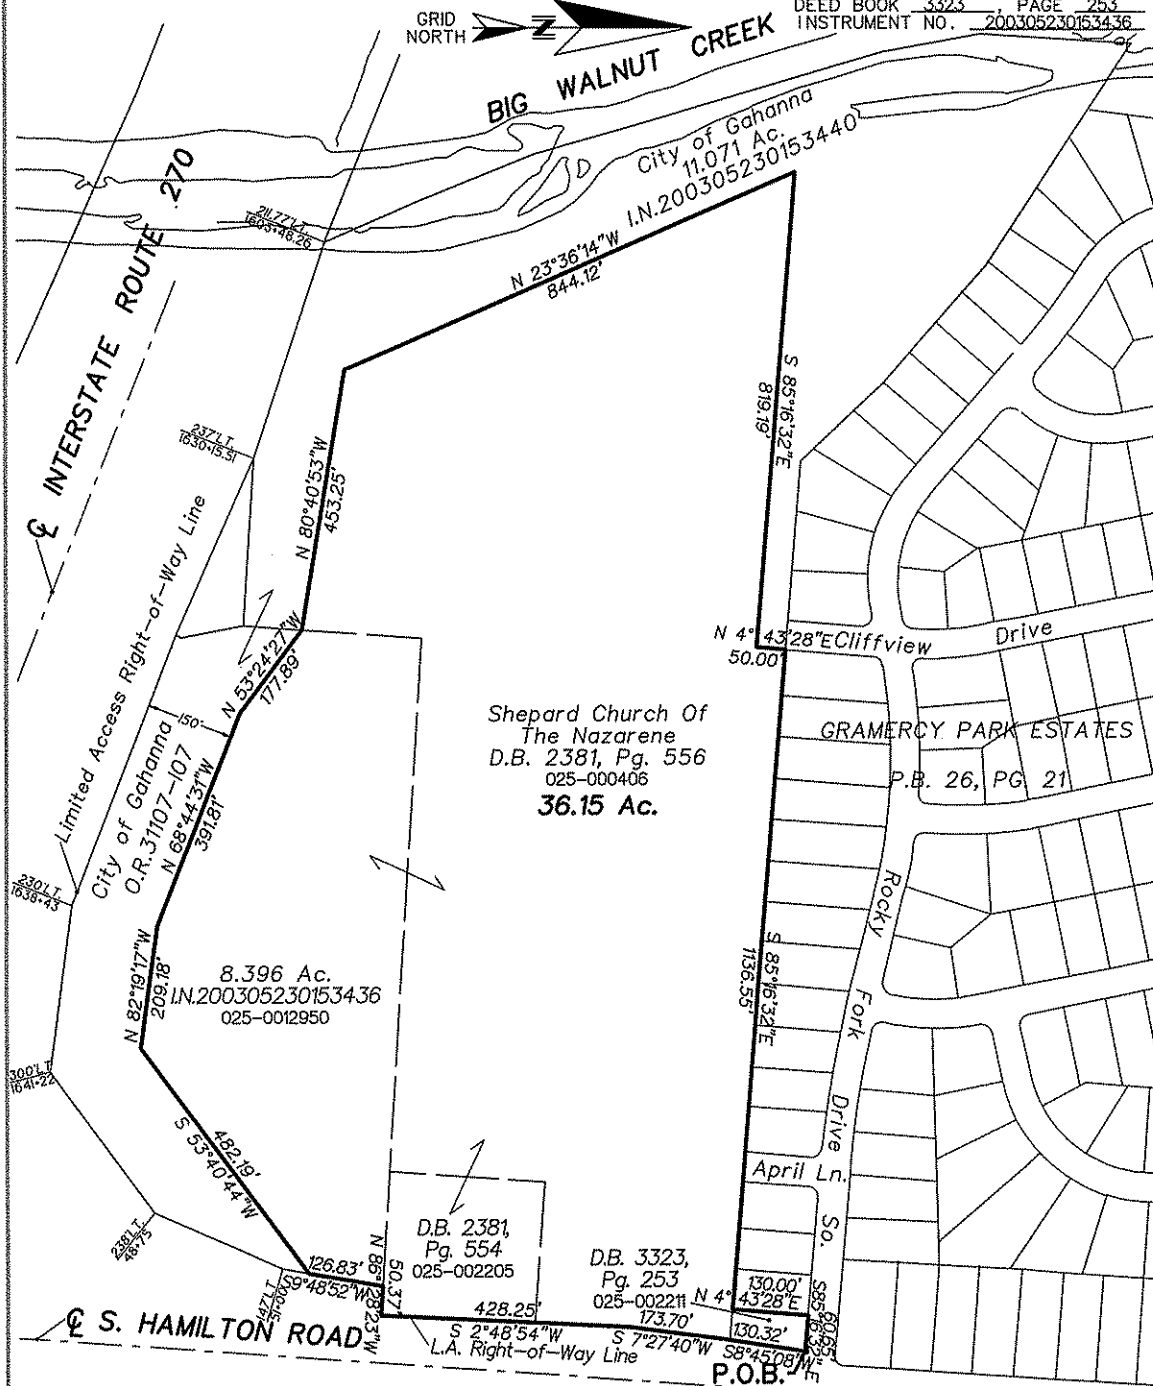 DEED BOOK 3323, PAGE 253
INSTRUMENT NO. 200305230153436
GRID
NORTH
N
BIG WALNUT CREEK
City of Gahanna
11.071 Ac.
I.N.200305230153440
211.77'LT.
1603+48.26
℄ INTERSTATE ROUTE 270
N 23°36'14"W
844.12'
S 85°16'32"E
819.19'
237'LT.
1630+15.51
N 80°40'53"W
453.25'
Limited Access Right-of-Way Line
N 53°24'27"W
177.89'
N 4°43'28"E
50.00'
Cliffview Drive
150'
City of Gahanna
O.R.31107-I07
N 68°44'31"W
391.81'
Shepard Church Of
The Nazarene
D.B. 2381, Pg. 556
025-000406
36.15 Ac.
GRAMERCY PARK ESTATES
P.B. 26, PG. 21
230'LT.
1638+43
Rocky Fork Drive So.
N 82°19'17"W
209.18'
8.396 Ac.
I.N.200305230153436
025-0012950
S 85°16'32"E
1136.55'
300'LT.
1641+22
482.19'
S 53°40'44"W
April Ln.
238'LT.
48+75
D.B. 2381,
Pg. 554
025-002205
D.B. 3323,
Pg. 253
025-002211
126.83'
S9°48'52"W
N 86°28'23"W
50.37'
130.00'
N 4°43'28"E
S85°16'32"E
60.65'
428.25'
S 2°48'54"W
173.70'
S 7°27'40"W
130.32'
S8°45'08"W
℄ S. HAMILTON ROAD
L.A. Right-of-Way Line
P.O.B.